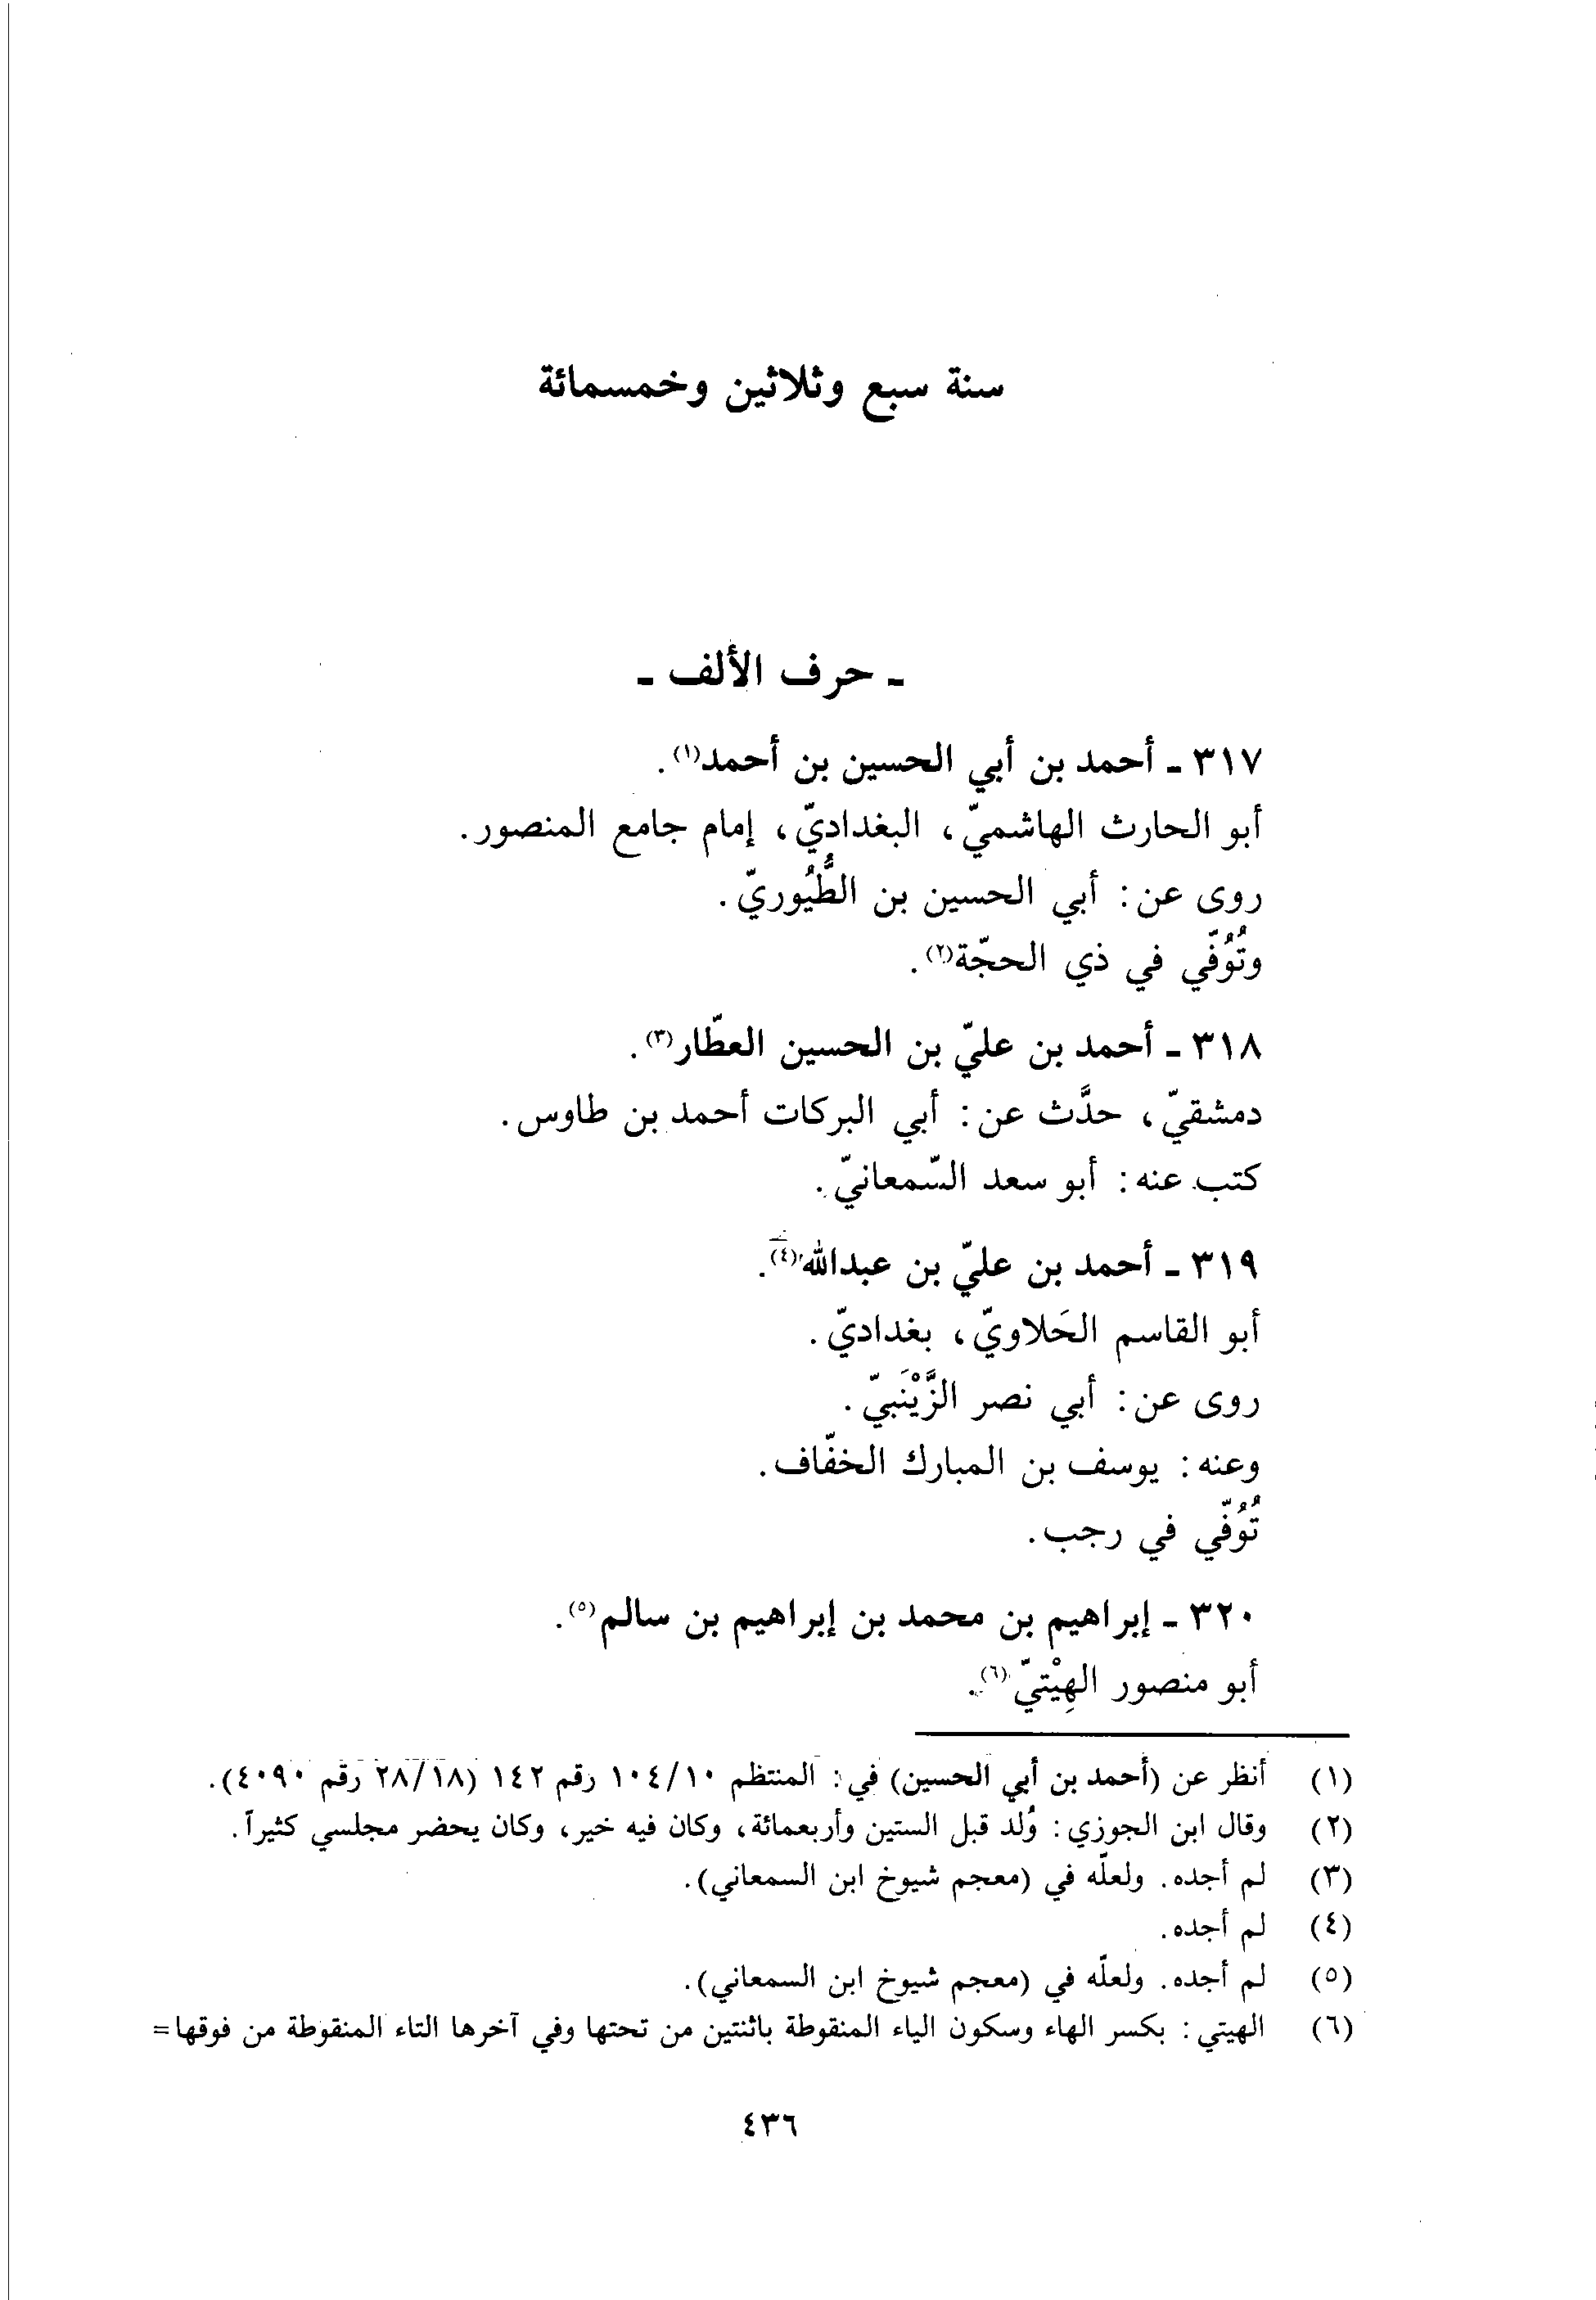 سنة سبع وثلاثين وخمسمائة
ـ حرف الألف ـ
٣١٧ ـ أحمد بن أبي الحسين بن أحمد(١).
أبو الحارث الهاشميّ، البغداديّ، إمام جامع المنصور.
روى عن: أبي الحسين بن الطُّيُوريّ.
وتُوُفّي في ذي الحجّة(٢).
٣١٨ ـ أحمد بن عليّ بن الحسين العطّار(٣).
دمشقيّ، حدَّث عن: أبي البركات أحمد بن طاوس.
كتب عنه: أبو سعد السّمعانيّ.
٣١٩ ـ أحمد بن عليّ بن عبدالله(٤).
أبو القاسم الحَلاويّ، بغداديّ.
روى عن: أبي نصر الزَّيْنَبيّ.
وعنه: يوسف بن المبارك الخفّاف.
تُوُفّي في رجب.
٣٢٠ ـ إبراهيم بن محمد بن إبراهيم بن سالم(٥).
أبو منصور الهِيْتيّ(٦).
(١) أنظر عن (أحمد بن أبي الحسين) في: المنتظم ١٠٤/١٠ رقم ١٤٢ (٢٨/١٨ رقم ٤٠٩٠).
(٢) وقال ابن الجوزي: وُلد قبل الستين وأربعمائة، وكان فيه خير، وكان يحضر مجلسي كثيراً.
(٣) لم أجده. ولعلّه في (معجم شيوخ ابن السمعاني).
(٤) لم أجده.
(٥) لم أجده. ولعلّه في (معجم شيوخ ابن السمعاني).
(٦) الهيتي: بكسر الهاء وسكون الياء المنقوطة باثنتين من تحتها وفي آخرها التاء المنقوطة من فوقها=
٤٣٦